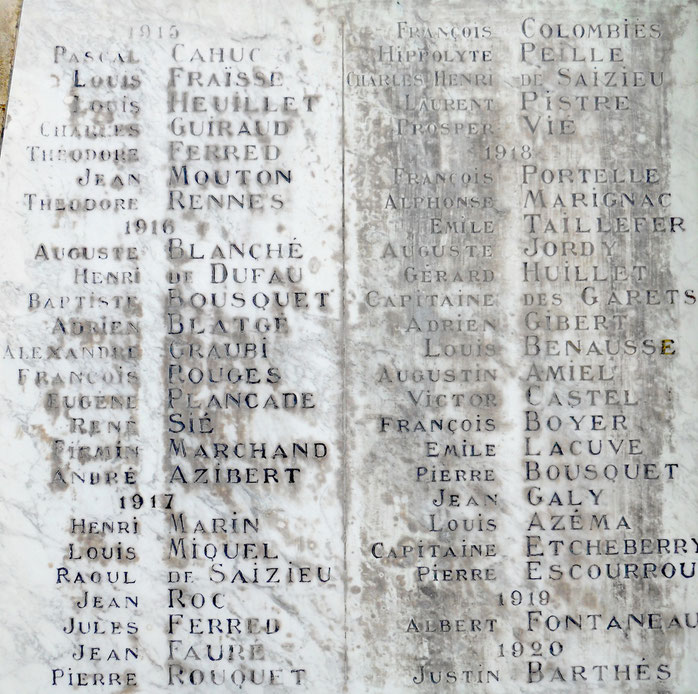 1915
Pascal Cahuc
Louis Fraïsse
Louis Heuillet
Charles Guiraud
Théodore Ferred
Jean Mouton
Théodore Rennes
1916
Auguste Blanché
Henri de Dufau
Baptiste Bousquet
Adrien Blatge
Alexandre Graubi
François Rouges
Eugène Plancade
René Sié
Firmin Marchand
André Azibert
1917
Henri Marin
Louis Miquel
Raoul de Saizieu
Jean Roc
Jules Ferred
Jean Faure
Pierre Rouquet
François Colombiès
Hippolyte Peille
Charles Henri de Saizieu
Laurent Pistre
Prosper Vié
1918
François Portelle
Alphonse Marignac
Emile Taillefer
Auguste Jordy
Gérard Huillet
Capitaine des Garets
Adrien Gibert
Louis Benausse
Augustin Amiel
Victor Castel
François Boyer
Emile Lacuve
Pierre Bousquet
Jean Galy
Louis Azéma
Capitaine Etcheberry
Pierre Escourrou
1919
Albert Fontaneau
1920
Justin Barthés